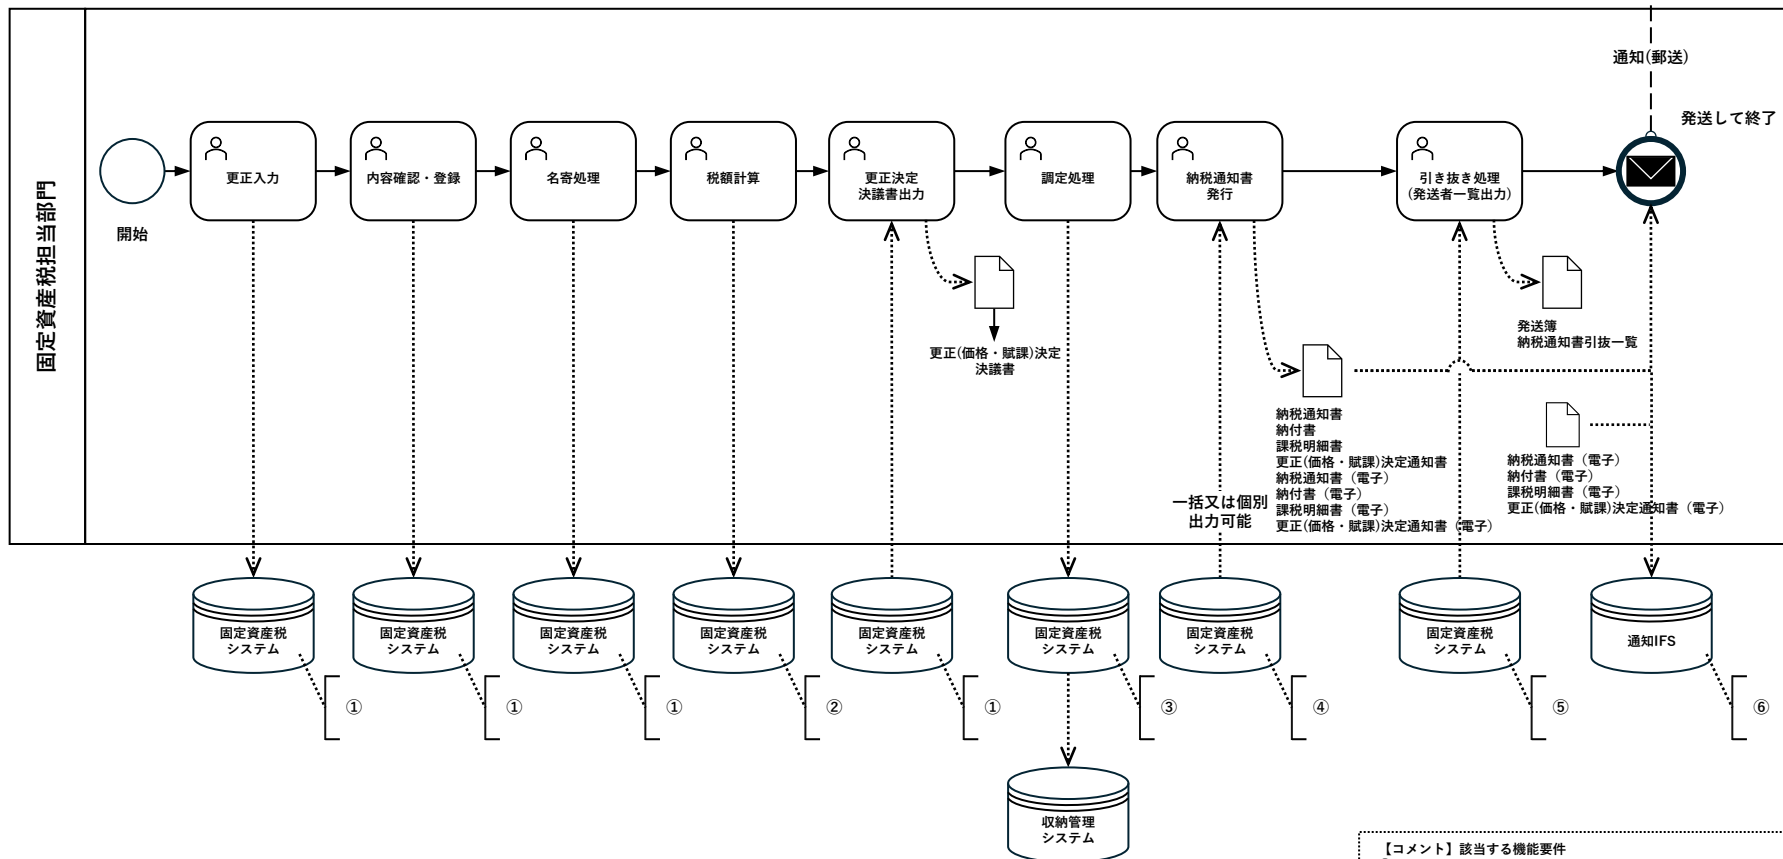 固定資産税担当部門
通知(郵送)
発送して終了
開始
更正入力
内容確認・登録
名寄処理
税額計算
更正決定
決議書出力
調定処理
納税通知書
発行
引き抜き処理
(発送者一覧出力)
更正(価格・賦課)決定
決議書
発送簿
納税通知書引抜一覧
納税通知書
納付書
課税明細書
更正(価格・賦課)決定通知書
納税通知書（電子）
納付書（電子）
課税明細書（電子）
更正(価格・賦課)決定通知書（電子）
一括又は個別
出力可能
納税通知書（電子）
納付書（電子）
課税明細書（電子）
更正(価格・賦課)決定通知書（電子）
固定資産税
システム
①
固定資産税
システム
①
固定資産税
システム
①
固定資産税
システム
②
固定資産税
システム
①
固定資産税
システム
③
固定資産税
システム
④
固定資産税
システム
⑤
通知IFS
⑥
収納管理
システム
【コメント】該当する機能要件